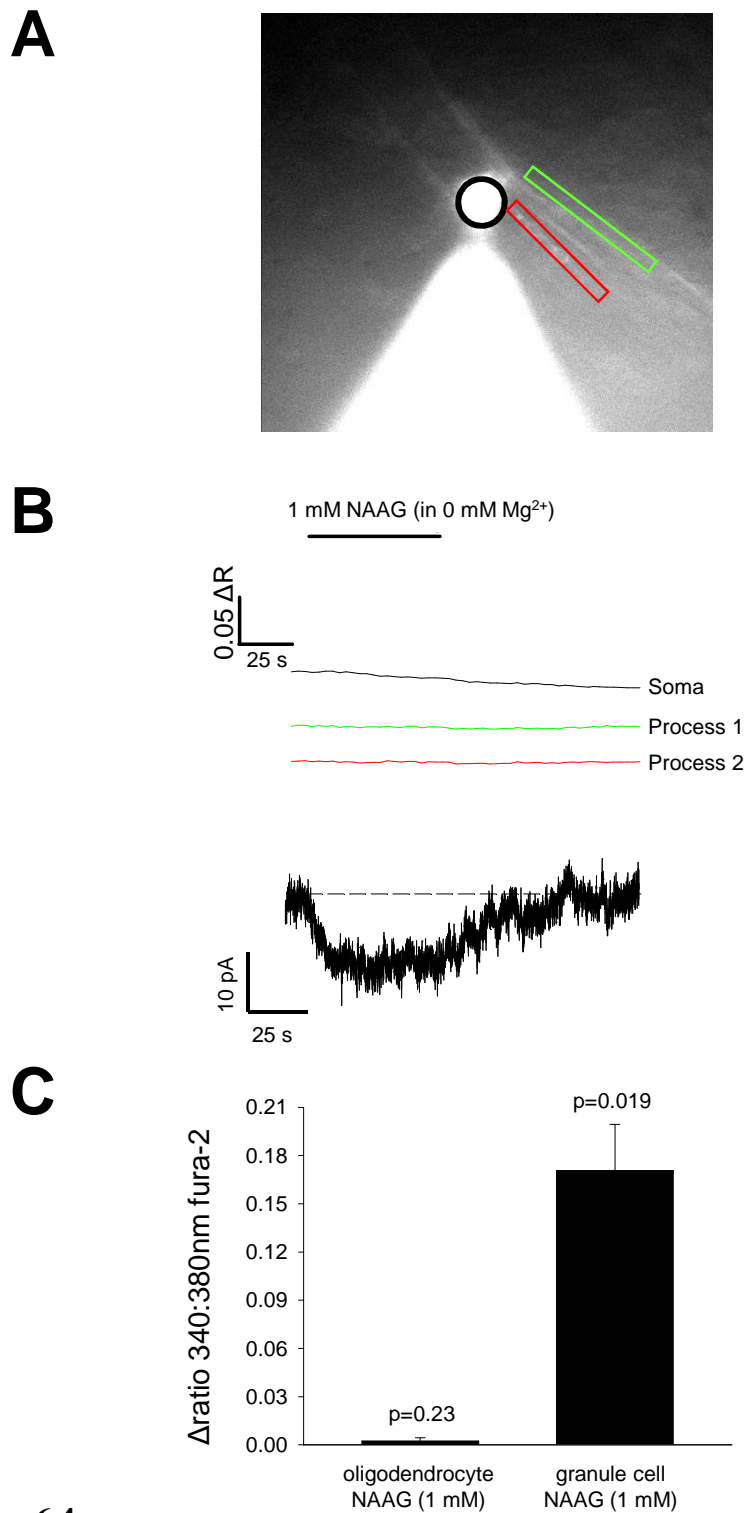 A
B
1 mM NAAG (in 0 mM Mg²⁺)
0.05 ΔR
25 s
Soma
Process 1
Process 2
10 pA
25 s
C
Δratio 340:380nm fura-2
0.21
0.18
0.15
0.12
0.09
0.06
0.03
0.00
p=0.23
p=0.019
oligodendrocyte
NAAG (1 mM)
granule cell
NAAG (1 mM)